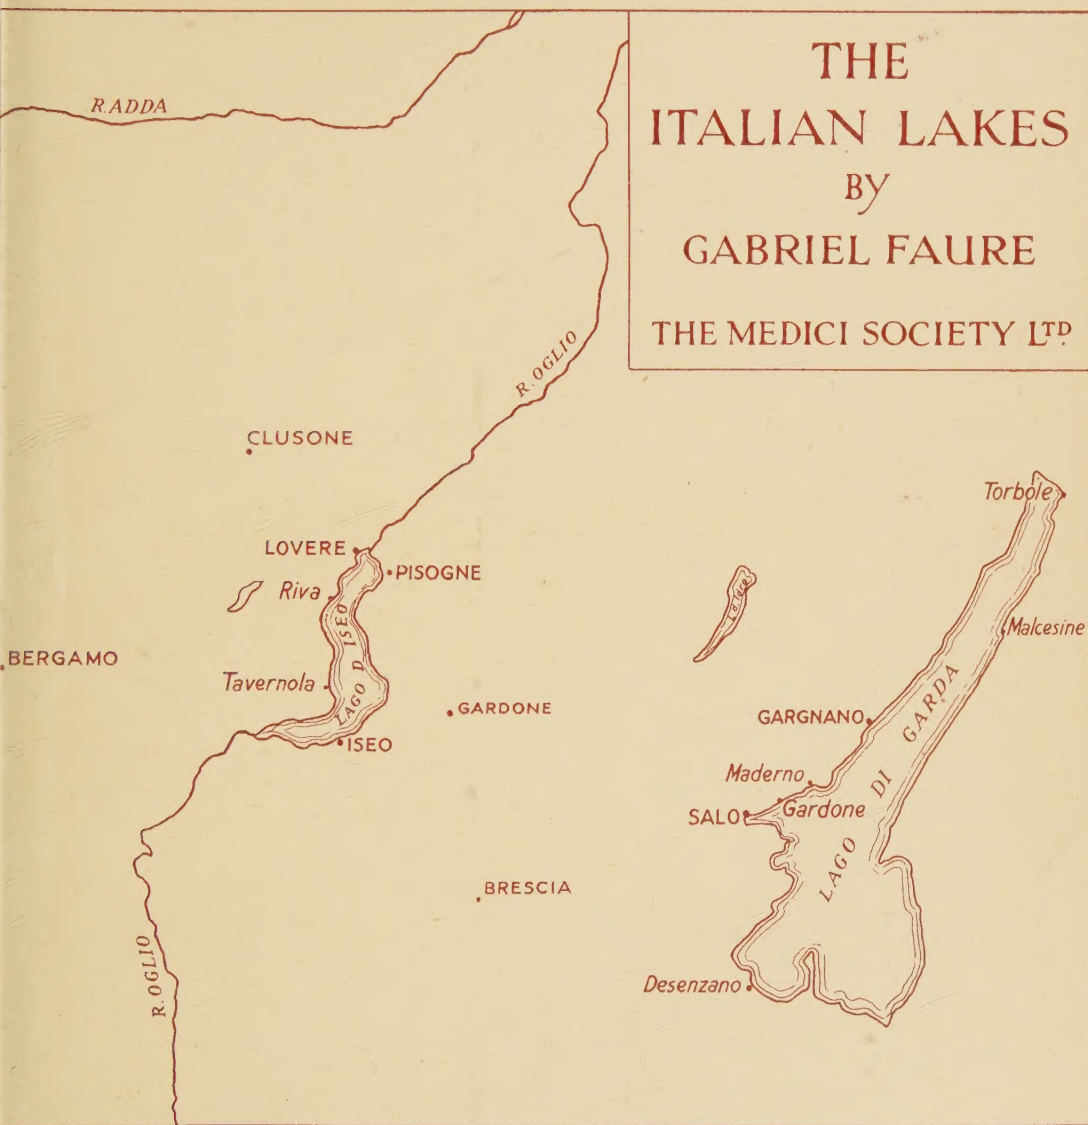 THE
ITALIAN LAKES
BY
GABRIEL FAURE
THE MEDICI SOCIETY LTD.
R. ADDA
R. OGLIO
CLUSONE
Torbole
LOVERE
PISOGNE
Riva
L. d'Idro
LAGO D ISEO
Malcesine
BERGAMO
Tavernola
GARDONE
GARGNANO
ISEO
LAGO DI GARDA
Maderno
Gardone
SALO
BRESCIA
R. OGLIO
Desenzano